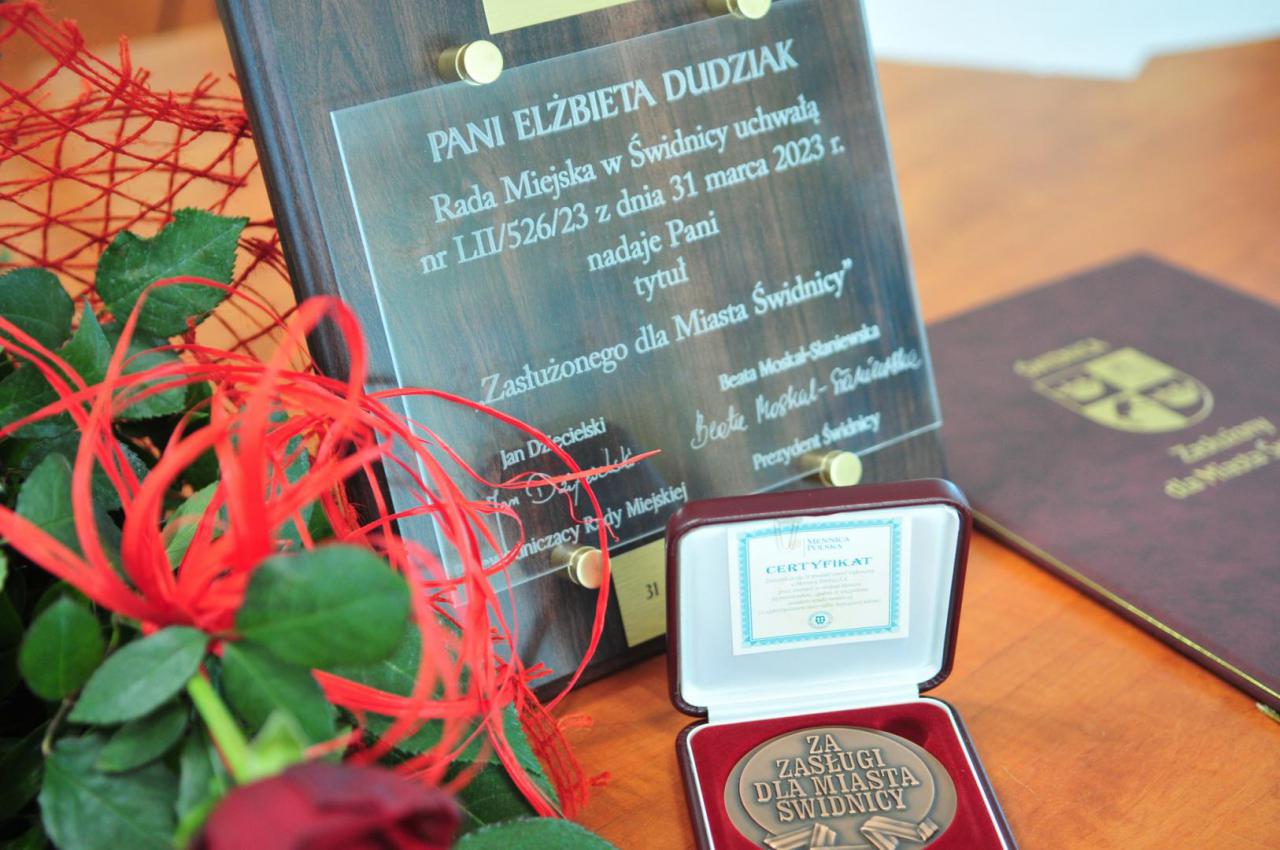 PANI ELŻBIETA DUDZIAK
Rada Miejska w Świdnicy uchwałą
nr LII/526/23 z dnia 31 marca 2023 r.
nadaje Pani
tytuł
Zasłużonego dla Miasta Świdnicy”
Jan Dzięcielski
Beata Moskal-Słaniewska
Beata Moskal-Słaniewska
Prezydent Świdnicy
Rady Miejskiej
31
MENNICA
POLSKA
CERTYFIKAT
ZA
ZASŁUGI
DLA MIASTA
ŚWIDNICY
ŚWIDNICA
Zasłużony
dla Miasta